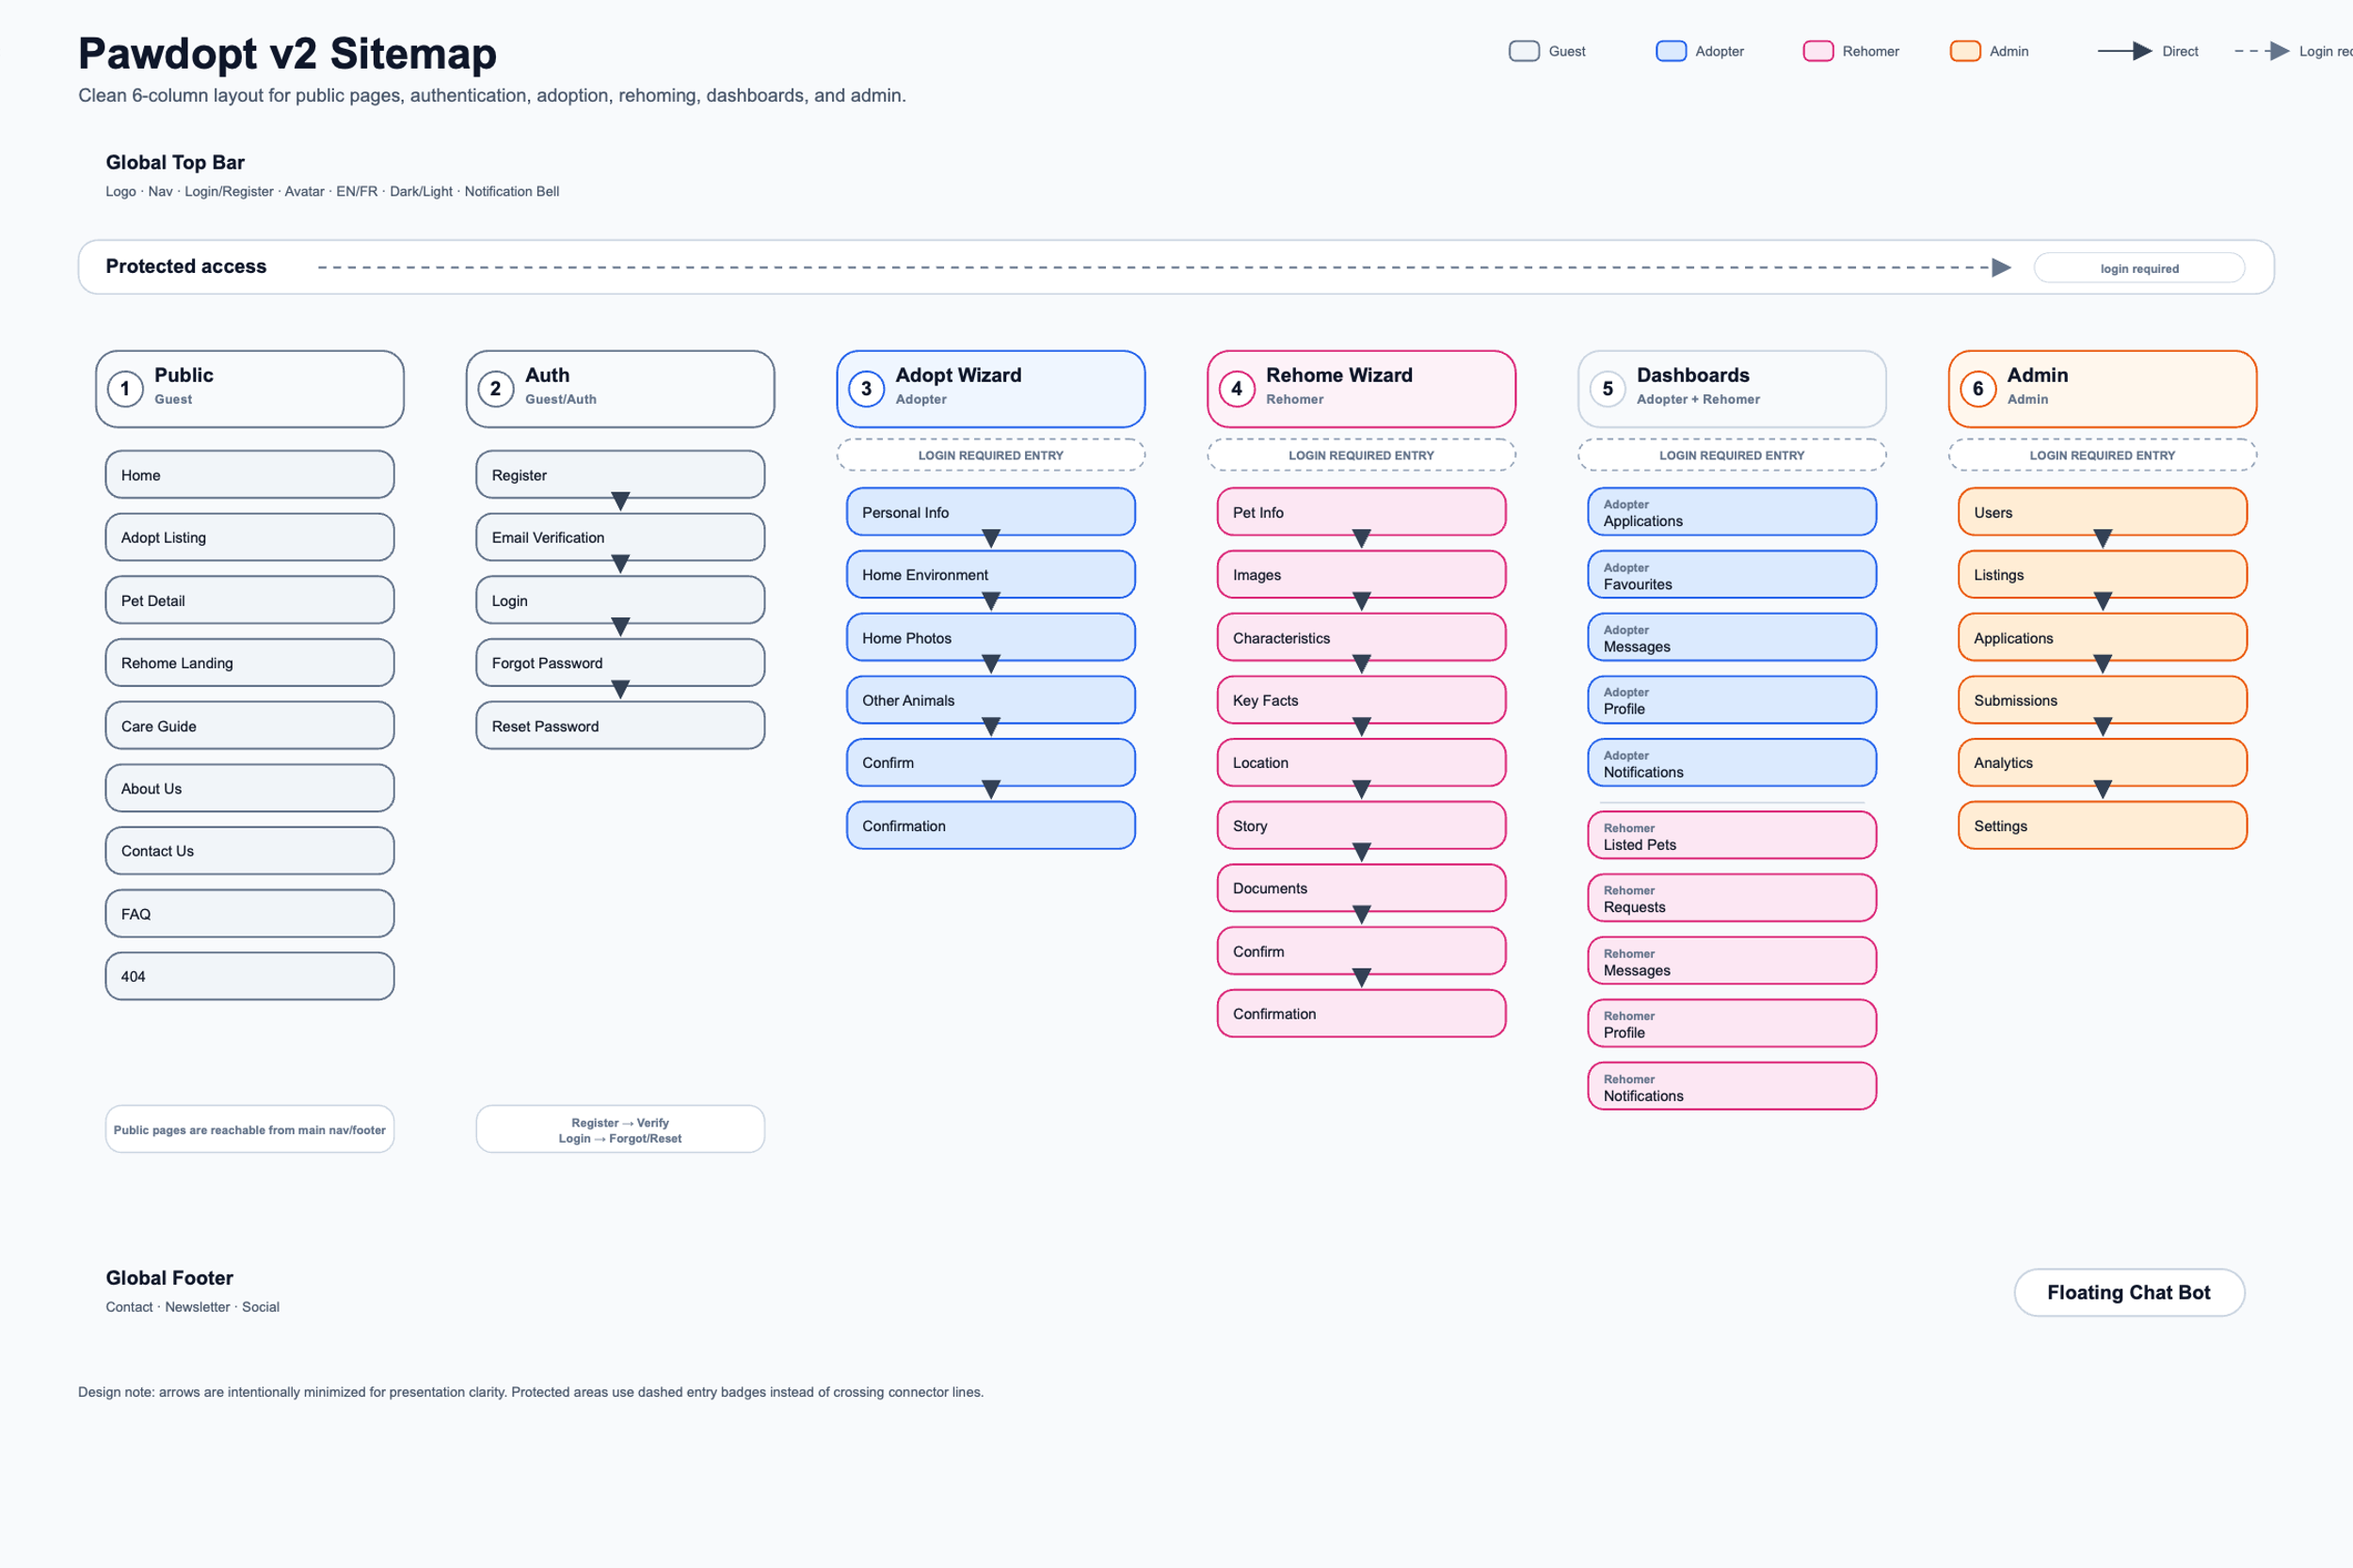 Pawdopt v2 Sitemap
Clean 6-column layout for public pages, authentication, adoption, rehoming, dashboards, and admin.
Guest
Adopter
Rehomer
Admin
Direct
Login rec
Global Top Bar
Logo · Nav · Login/Register · Avatar · EN/FR · Dark/Light · Notification Bell
Protected access
login required
1
Public
Guest
Home
Adopt Listing
Pet Detail
Rehome Landing
Care Guide
About Us
Contact Us
FAQ
404
Public pages are reachable from main nav/footer
2
Auth
Guest/Auth
Register
Email Verification
Login
Forgot Password
Reset Password
Register → Verify
Login → Forgot/Reset
3
Adopt Wizard
Adopter
LOGIN REQUIRED ENTRY
Personal Info
Home Environment
Home Photos
Other Animals
Confirm
Confirmation
4
Rehome Wizard
Rehomer
LOGIN REQUIRED ENTRY
Pet Info
Images
Characteristics
Key Facts
Location
Story
Documents
Confirm
Confirmation
5
Dashboards
Adopter + Rehomer
LOGIN REQUIRED ENTRY
Adopter
Applications
Adopter
Favourites
Adopter
Messages
Adopter
Profile
Adopter
Notifications
Rehomer
Listed Pets
Rehomer
Requests
Rehomer
Messages
Rehomer
Profile
Rehomer
Notifications
6
Admin
Admin
LOGIN REQUIRED ENTRY
Users
Listings
Applications
Submissions
Analytics
Settings
Global Footer
Contact · Newsletter · Social
Floating Chat Bot
Design note: arrows are intentionally minimized for presentation clarity. Protected areas use dashed entry badges instead of crossing connector lines.